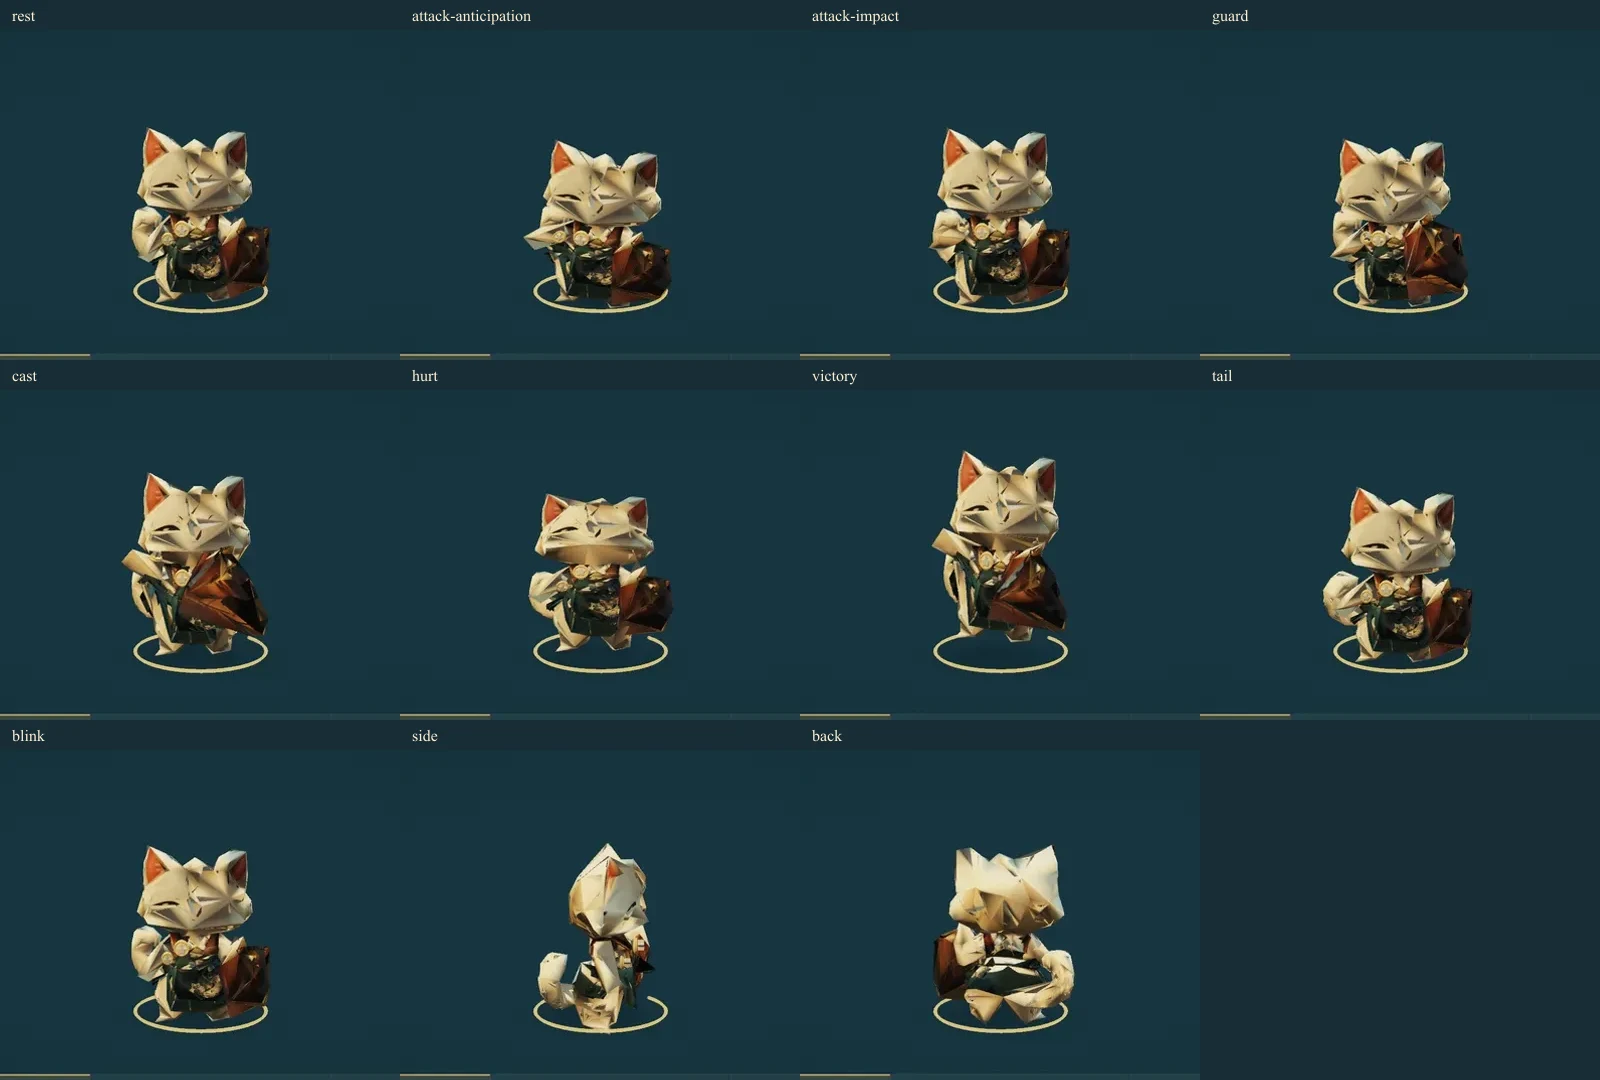 rest
attack-anticipation
attack-impact
guard
cast
hurt
victory
tail
blink
side
back